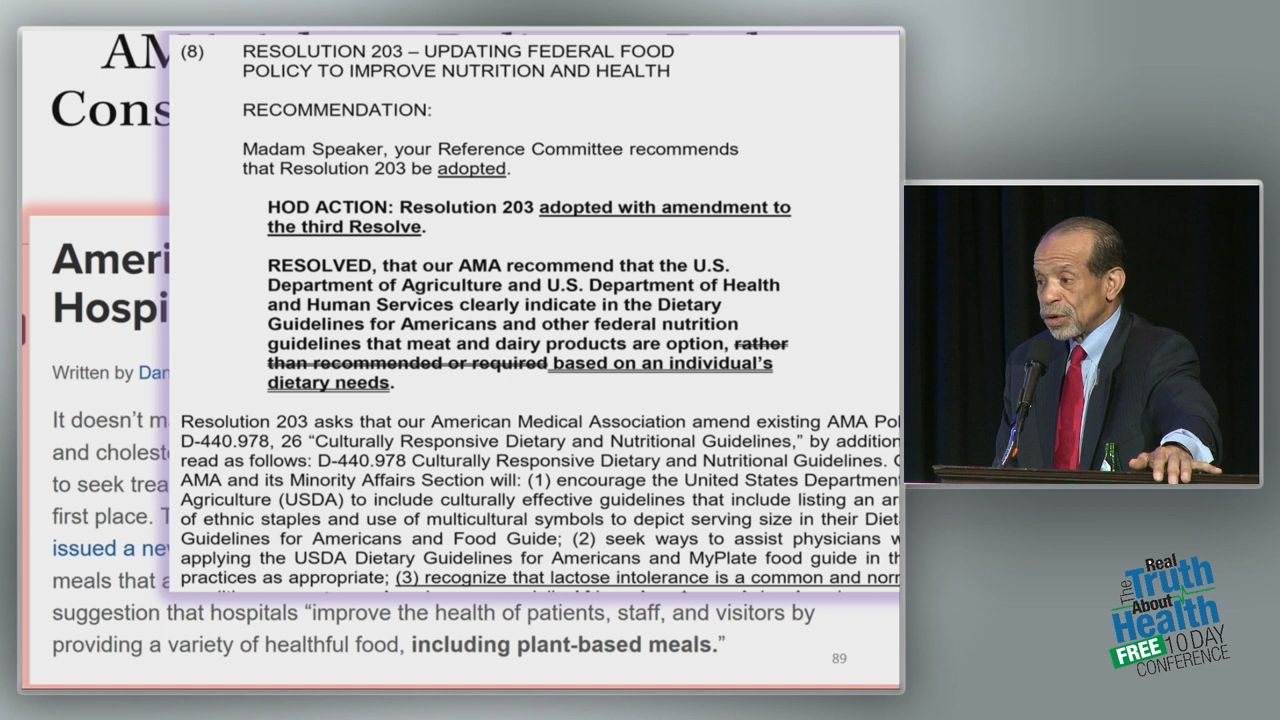 AM
Cons
(8) RESOLUTION 203 – UPDATING FEDERAL FOOD
POLICY TO IMPROVE NUTRITION AND HEALTH
RECOMMENDATION:
Madam Speaker, your Reference Committee recommends
that Resolution 203 be adopted.
HOD ACTION: Resolution 203 adopted with amendment to
the third Resolve.
RESOLVED, that our AMA recommend that the U.S.
Department of Agriculture and U.S. Department of Health
and Human Services clearly indicate in the Dietary
Guidelines for Americans and other federal nutrition
guidelines that meat and dairy products are option, rather
than recommended or required based on an individual's
dietary needs.
Resolution 203 asks that our American Medical Association amend existing AMA Pol
D-440.978, 26 “Culturally Responsive Dietary and Nutritional Guidelines,” by addition
read as follows: D-440.978 Culturally Responsive Dietary and Nutritional Guidelines.
AMA and its Minority Affairs Section will: (1) encourage the United States Department
Agriculture (USDA) to include culturally effective guidelines that include listing an ar
of ethnic staples and use of multicultural symbols to depict serving size in their Diet
Guidelines for Americans and Food Guide; (2) seek ways to assist physicians w
applying the USDA Dietary Guidelines for Americans and MyPlate food guide in th
practices as appropriate; (3) recognize that lactose intolerance is a common and norr
Ameri
Hospi
Written by Dan
It doesn't m
and cholest
to seek trea
first place. T
issued a ne
meals that a
suggestion that hospitals “improve the health of patients, staff, and visitors by
providing a variety of healthful food, including plant-based meals.”
89
The Real
Truth
About
Health
FREE 10 DAY
CONFERENCE